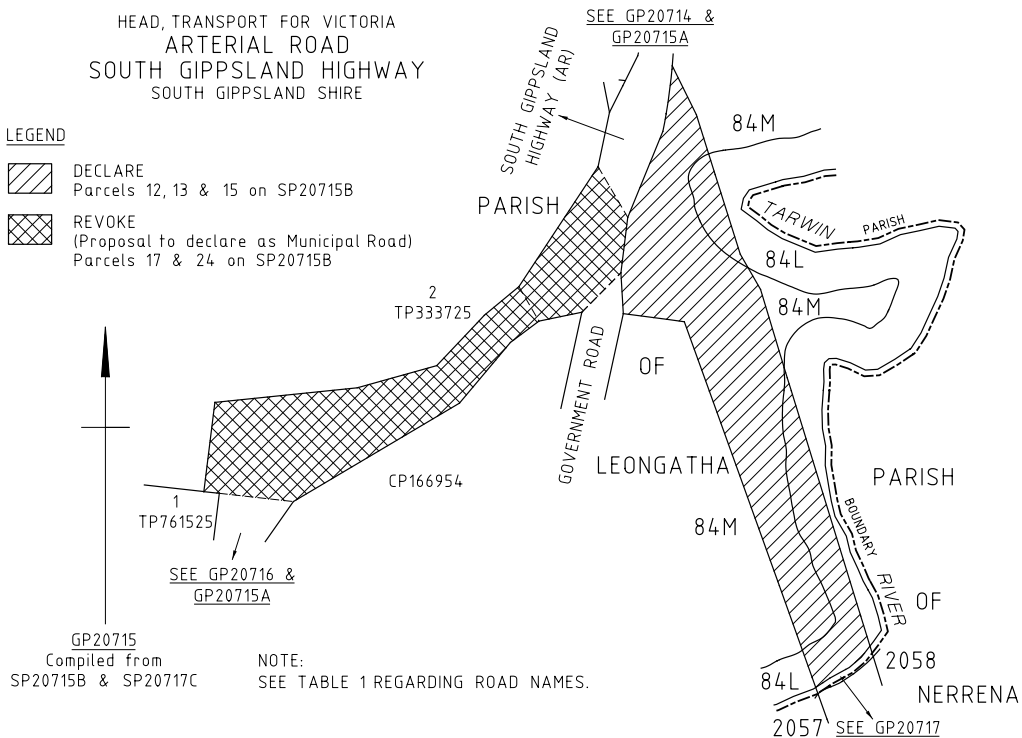 HEAD, TRANSPORT FOR VICTORIA
ARTERIAL ROAD
SOUTH GIPPSLAND HIGHWAY
SOUTH GIPPSLAND SHIRE
SEE GP20714 &
GP20715A
LEGEND
DECLARE
Parcels 12, 13 & 15 on SP20715B
REVOKE
(Proposal to declare as Municipal Road)
Parcels 17 & 24 on SP20715B
SOUTH GIPPSLAND
HIGHWAY (AR)
84M
PARISH
TARWIN
PARISH
84L
84M
2
TP333725
GOVERNMENT ROAD
OF
LEONGATHA
PARISH
CP166954
1
TP761525
84M
BOUNDARY
RIVER
OF
SEE GP20716 &
GP20715A
GP20715
Compiled from
SP20715B & SP20717C
NOTE:
SEE TABLE 1 REGARDING ROAD NAMES.
84L
2058
NERRENA
2057
SEE GP20717